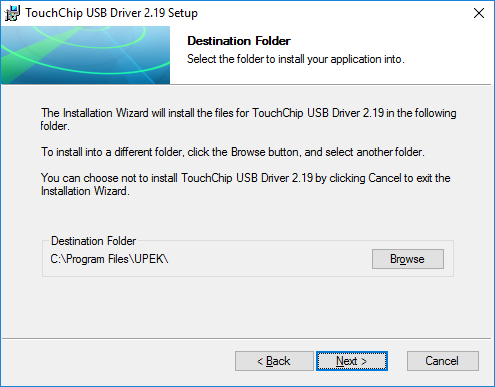 TouchChip USB Driver 2.19 Setup
Destination Folder
Select the folder to install your application into.
The Installation Wizard will install the files for TouchChip USB Driver 2.19 in the following
folder.
To install into a different folder, click the Browse button, and select another folder.
You can choose not to install TouchChip USB Driver 2.19 by clicking Cancel to exit the
Installation Wizard.
Destination Folder
C:\Program Files\UPEK\
Browse
< Back
Next >
Cancel